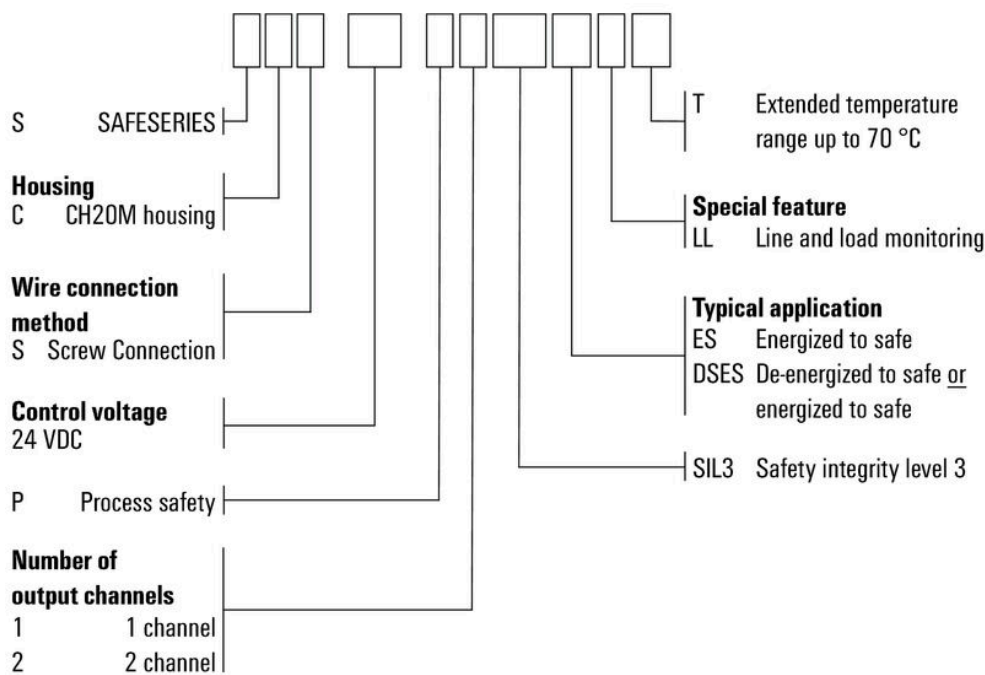 S SAFESERIES
Housing
C CH20M housing
Wire connection
method
S Screw Connection
Control voltage
24 VDC
P Process safety
Number of
output channels
1 1 channel
2 2 channel
T Extended temperature
range up to 70 °C
Special feature
LL Line and load monitoring
Typical application
ES Energized to safe
DSES De-energized to safe or
energized to safe
SIL3 Safety integrity level 3